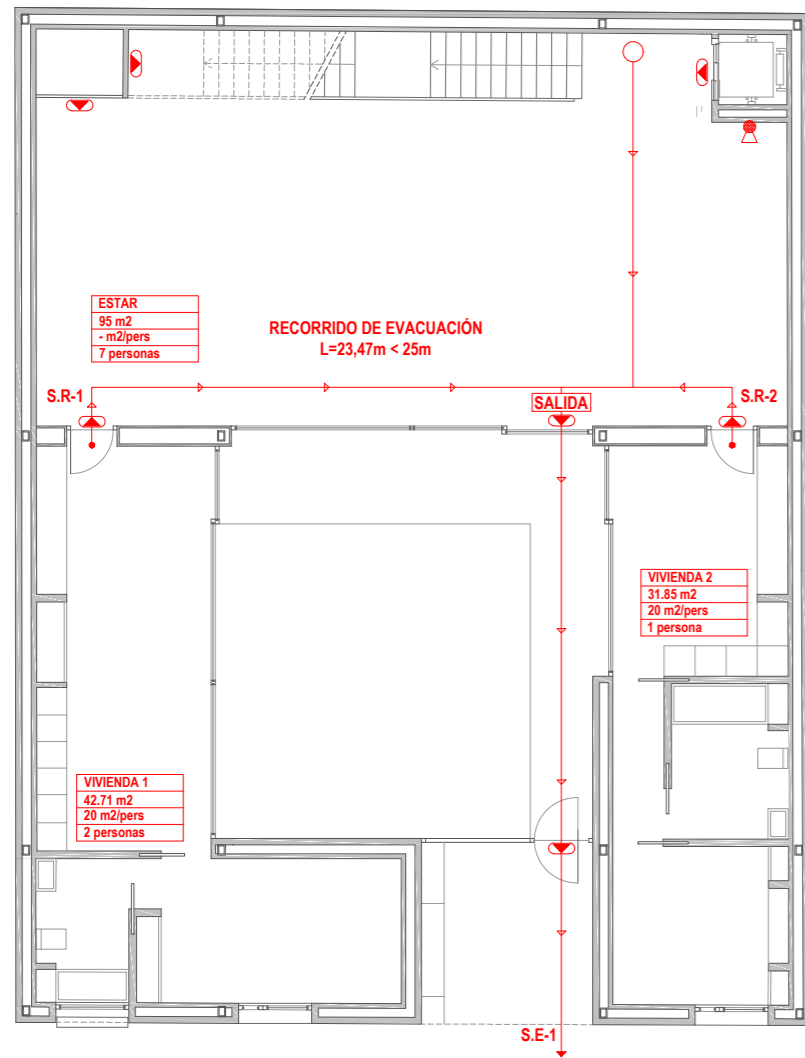 ESTAR
95 m2
- m2/pers
7 personas
RECORRIDO DE EVACUACIÓN
L=23,47m < 25m
S.R-1
SALIDA
S.R-2
VIVIENDA 2
31.85 m2
20 m2/pers
1 persona
VIVIENDA 1
42.71 m2
20 m2/pers
2 personas
S.E-1